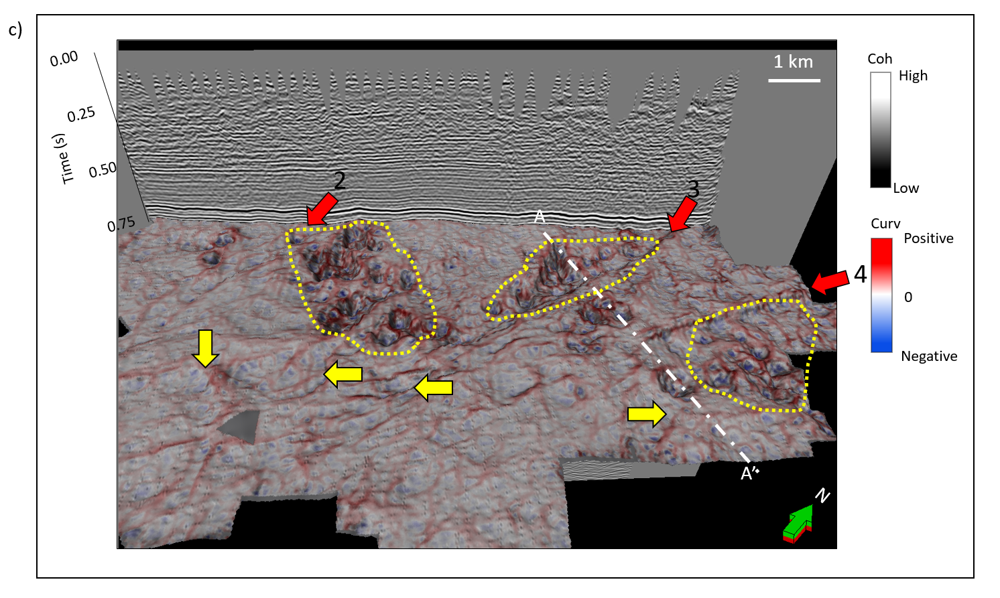 c)
0.00
0.25
0.50
0.75
Time (s)
1 km
2
3
4
A
A'
N
Coh
High
Low
Curv
Positive
0
Negative